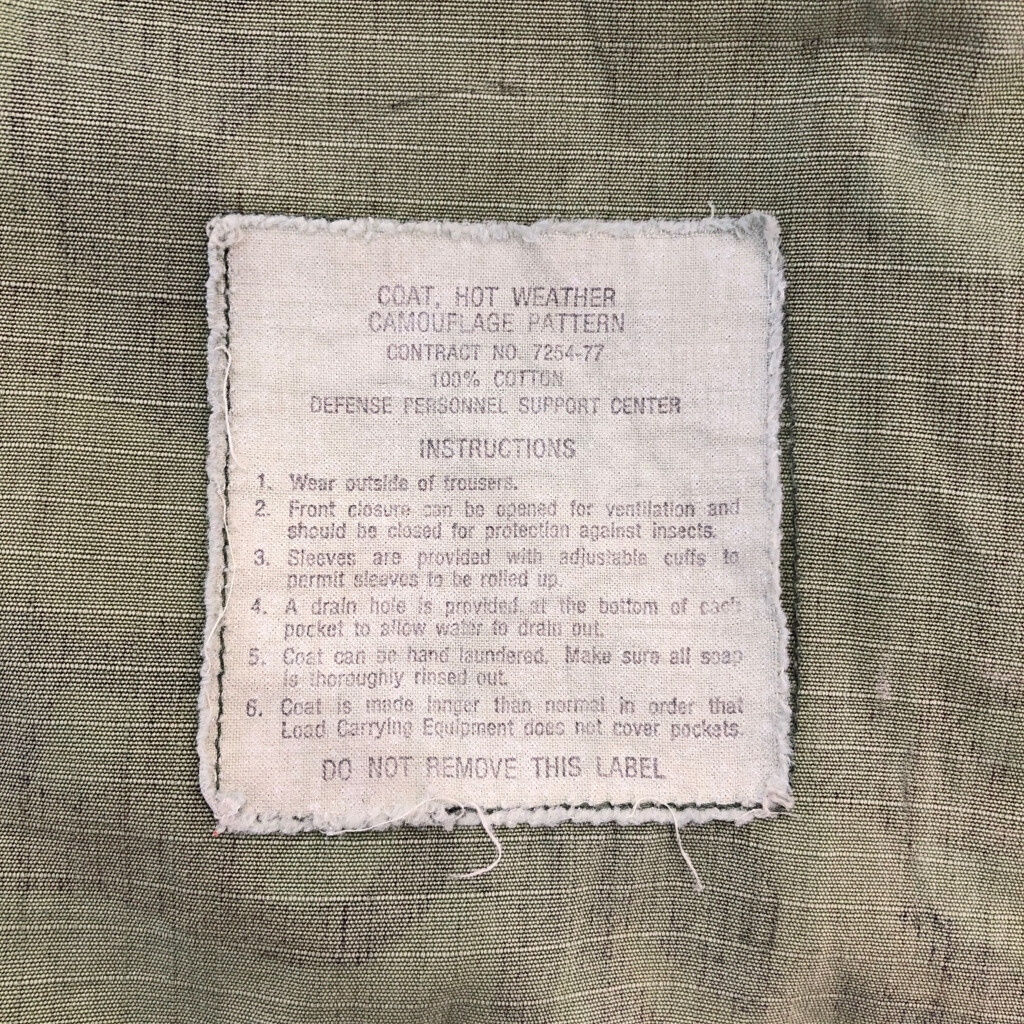 COAT, HOT WEATHER
CAMOUFLAGE PATTERN
CONTRACT NO. 7254-77
100% COTTON
DEFENSE PERSONNEL SUPPORT CENTER
INSTRUCTIONS
1. Wear outside of trousers.
2. Front closure can be opened for ventilation and
should be closed for protection against insects.
3. Sleeves are provided with adjustable cuffs to
permit sleeves to be rolled up.
4. A drain hole is provided at the bottom of each
pocket to allow water to drain out.
5. Coat can be hand laundered. Make sure all soap
is thoroughly rinsed out.
6. Coat is made longer than normal in order that
Load Carrying Equipment does not cover pockets.
DO NOT REMOVE THIS LABEL